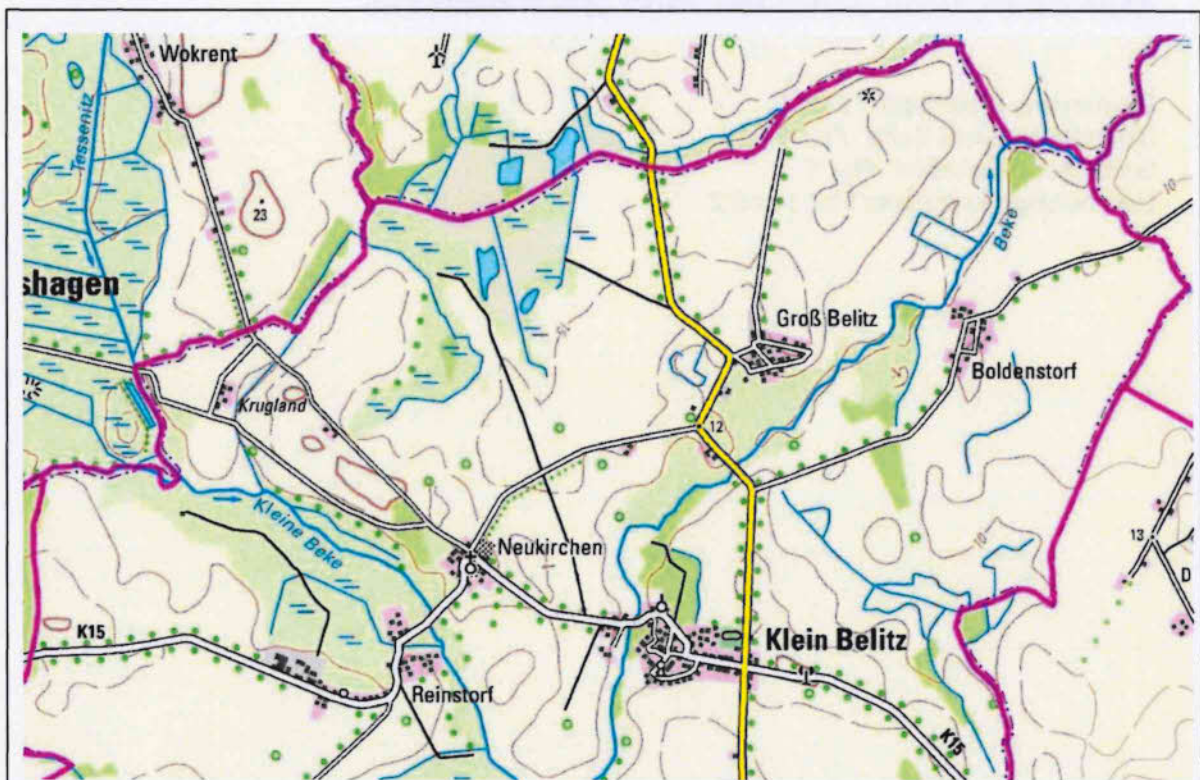 Wokrent
Tessenitz
23
shagen
Beke
10
Groß Belitz
Boldenstorf
Krugland
12
Kleine Beke
Neukirchen
10
13
D
K15
Klein Belitz
Reinstorf
K15